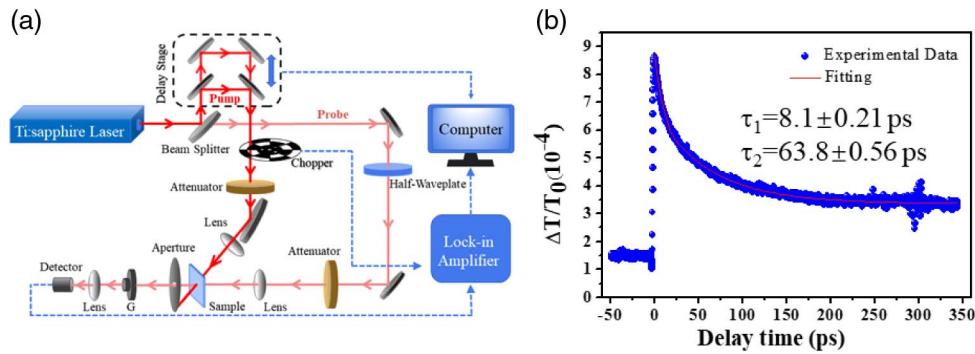 (a)
Delay Stage
Pump
Ti:sapphire Laser
Probe
Beam Splitter
Computer
Chopper
Half-Waveplate
Attenuator
Lens
Lock-in
Amplifier
Aperture
Attenuator
Detector
Lens
G
Sample
Lens
(b)
9
8
7
6
5
4
3
2
1
0
ΔT/T₀(10⁻⁴)
Experimental Data
Fitting
τ₁=8.1±0.21 ps
τ₂=63.8±0.56 ps
-50 0 50 100 150 200 250 300 350
Delay time (ps)